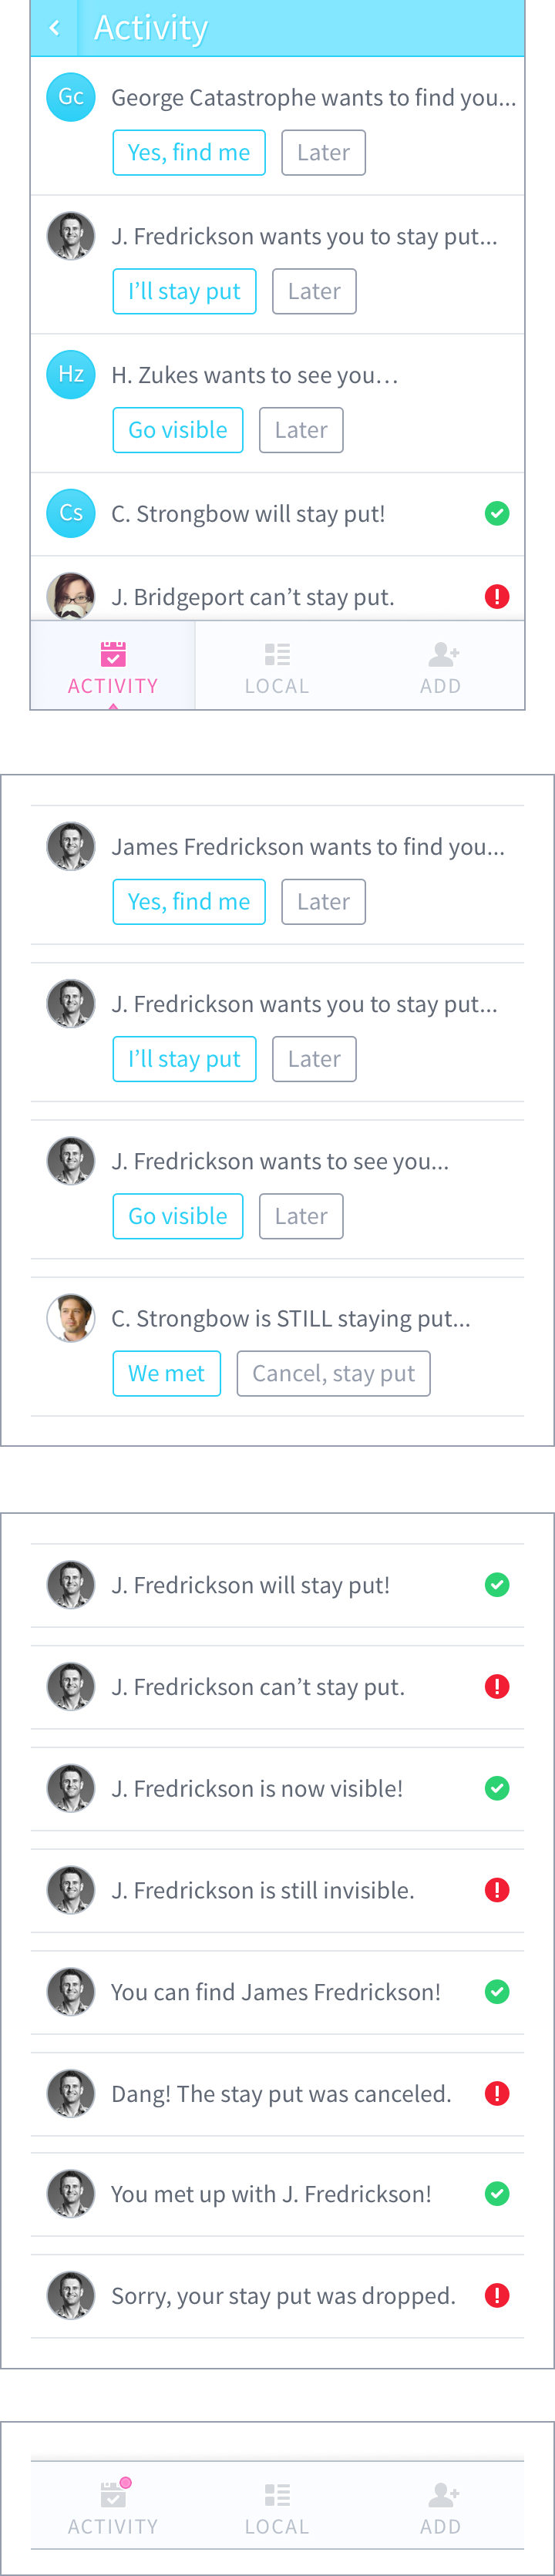 Activity
Gc
George Catastrophe wants to find you...
Yes, find me
Later
J. Fredrickson wants you to stay put...
I’ll stay put
Later
Hz
H. Zukes wants to see you…
Go visible
Later
Cs
C. Strongbow will stay put!
J. Bridgeport can’t stay put.
ACTIVITY
LOCAL
ADD
James Fredrickson wants to find you...
Yes, find me
Later
J. Fredrickson wants you to stay put...
I’ll stay put
Later
J. Fredrickson wants to see you...
Go visible
Later
C. Strongbow is STILL staying put...
We met
Cancel, stay put
J. Fredrickson will stay put!
J. Fredrickson can’t stay put.
J. Fredrickson is now visible!
J. Fredrickson is still invisible.
You can find James Fredrickson!
Dang! The stay put was canceled.
You met up with J. Fredrickson!
Sorry, your stay put was dropped.
ACTIVITY
LOCAL
ADD